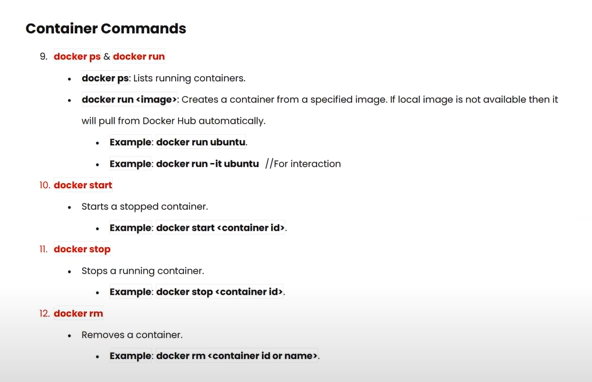 Container Commands
9. docker ps & docker run
• docker ps: Lists running containers.
• docker run <image>: Creates a container from a specified image. If local image is not available then it
will pull from Docker Hub automatically.
• Example: docker run ubuntu.
• Example: docker run -it ubuntu //For interaction
10. docker start
• Starts a stopped container.
• Example: docker start <container id>.
11. docker stop
• Stops a running container.
• Example: docker stop <container id>.
12. docker rm
• Removes a container.
• Example: docker rm <container id or name>.